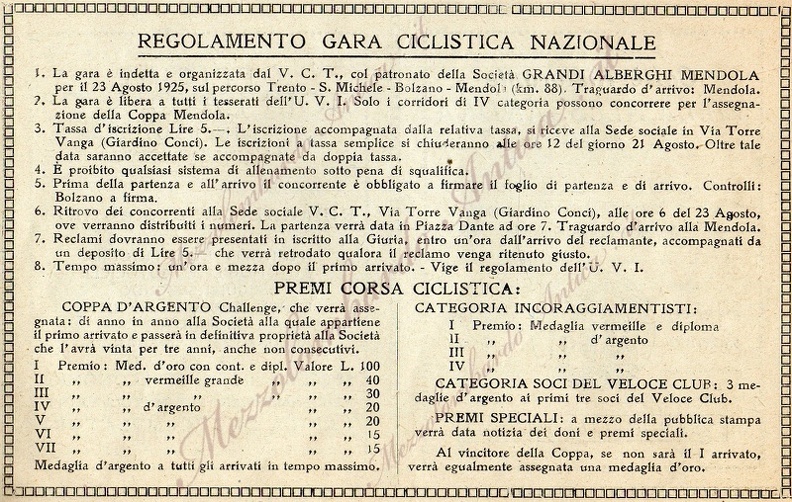 REGOLAMENTO GARA CICLISTICA NAZIONALE
1. La gara è indetta e organizzata dal V. C. T., col patronato della Società GRANDI ALBERGHI MENDOLA
per il 23 Agosto 1925, sul percorso Trento - S. Michele - Bolzano - Mendola (km. 88). Traguardo d'arrivo: Mendola.
2. La gara è libera a tutti i tesserati dell'U. V. I. Solo i corridori di IV categoria possono concorrere per l'assegna-
zione della Coppa Mendola.
3. Tassa d'iscrizione Lire 5.—. L'iscrizione accompagnata dalla relativa tassa, si riceve alla Sede sociale in Via Torre
Vanga (Giardino Conci). Le iscrizioni a tassa semplice si chiuderanno alle ore 12 del giorno 21 Agosto. Oltre tale
data saranno accettate se accompagnate da doppia tassa.
4. È proibito qualsiasi sistema di allenamento sotto pena di squalifica.
5. Prima della partenza e all'arrivo il concorrente è obbligato a firmare il foglio di partenza e di arrivo. Controlli:
Bolzano a firma.
6. Ritrovo dei concorrenti alla Sede sociale V. C. T., Via Torre Vanga (Giardino Conci), alle ore 6 del 23 Agosto,
ove verranno distribuiti i numeri. La partenza verrà data in Piazza Dante ad ore 7. Traguardo d'arrivo alla Mendola.
7. Reclami dovranno essere presentati in iscritto alla Giuria, entro un'ora dall'arrivo del reclamante, accompagnati da
un deposito di Lire 5.— che verrà retrodato qualora il reclamo venga ritenuto giusto.
8. Tempo massimo: un'ora e mezza dopo il primo arrivato. - Vige il regolamento dell'U. V. I.
PREMI CORSA CICLISTICA:
COPPA D'ARGENTO Challenge, che verrà asse-
gnata: di anno in anno alla Società alla quale appartiene
il primo arrivato e passerà in definitiva proprietà alla Società
che l'avrà vinta per tre anni, anche non consecutivi.
I Premio: Med. d'oro con cont. e dipl. Valore L. 100
II ,, ,, vermeille grande ,, ,, 40
III ,, ,, ,, ,, ,, 30
IV ,, ,, d'argento ,, ,, 20
V ,, ,, ,, ,, ,, 20
VI ,, ,, ,, ,, ,, 15
VII ,, ,, ,, ,, ,, 15
Medaglia d'argento a tutti gli arrivati in tempo massimo.
CATEGORIA INCORAGGIAMENTISTI:
I Premio: Medaglia vermeille e diploma
II ,, ,, d'argento
III ,, ,, ,,
IV ,, ,, ,,
CATEGORIA SOCI DEL VELOCE CLUB: 3 me-
daglie d'argento ai primi tre soci del Veloce Club.
PREMI SPECIALI: a mezzo della pubblica stampa
verrà data notizia dei doni e premi speciali.
Al vincitore della Coppa, se non sarà il I arrivato,
verrà egualmente assegnata una medaglia d'oro.